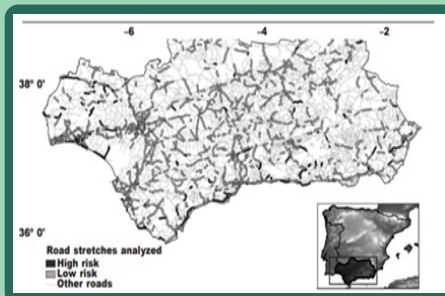 -6 -4 -2
38° 0'
36° 0'
Road stretches analyzed
High risk
Low risk
Other roads